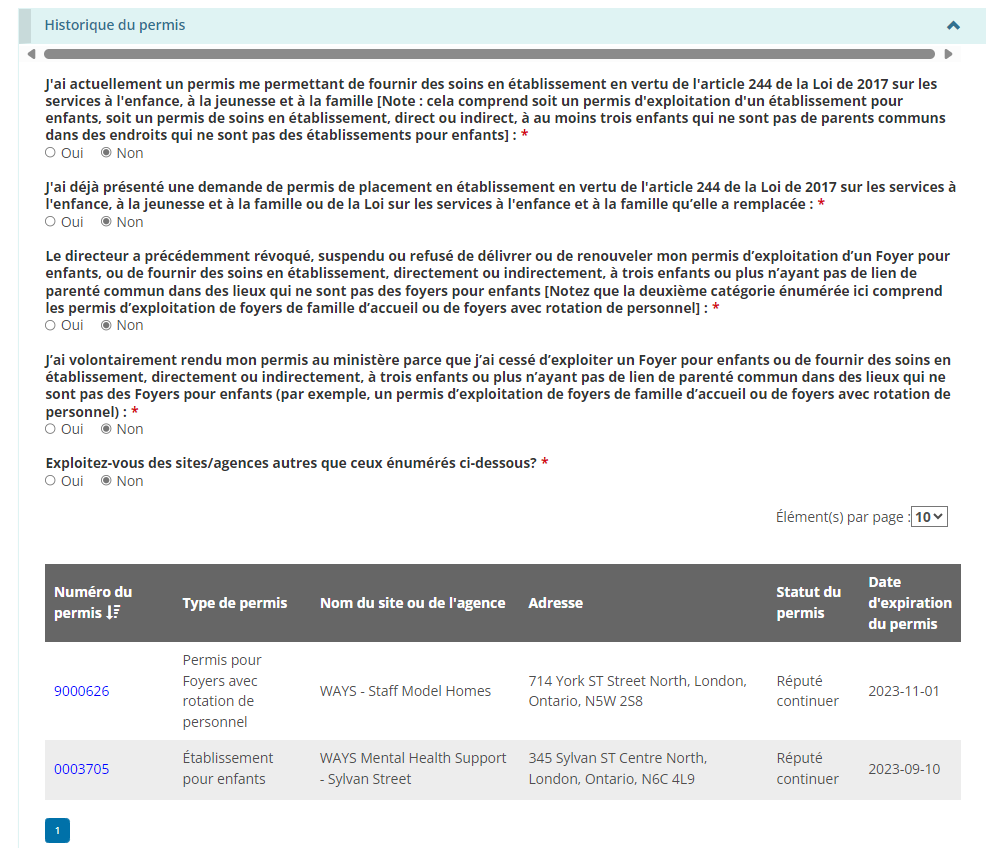 Historique du permis
J'ai actuellement un permis me permettant de fournir des soins en établissement en vertu de l'article 244 de la Loi de 2017 sur les
services à l'enfance, à la jeunesse et à la famille [Note : cela comprend soit un permis d'exploitation d'un établissement pour
enfants, soit un permis de soins en établissement, direct ou indirect, à au moins trois enfants qui ne sont pas de parents communs
dans des endroits qui ne sont pas des établissements pour enfants] : *
Oui Non
J'ai déjà présenté une demande de permis de placement en établissement en vertu de l'article 244 de la Loi de 2017 sur les services à
l'enfance, à la jeunesse et à la famille ou de la Loi sur les services à l'enfance et à la famille qu’elle a remplacée : *
Oui Non
Le directeur a précédemment révoqué, suspendu ou refusé de délivrer ou de renouveler mon permis d’exploitation d’un Foyer pour
enfants, ou de fournir des soins en établissement, directement ou indirectement, à trois enfants ou plus n’ayant pas de lien de
parenté commun dans des lieux qui ne sont pas des foyers pour enfants [Notez que la deuxième catégorie énumérée ici comprend
les permis d’exploitation de foyers de famille d’accueil ou de foyers avec rotation de personnel] : *
Oui Non
J’ai volontairement rendu mon permis au ministère parce que j’ai cessé d’exploiter un Foyer pour enfants ou de fournir des soins en
établissement, directement ou indirectement, à trois enfants ou plus n’ayant pas de lien de parenté commun dans des lieux qui ne
sont pas des Foyers pour enfants (par exemple, un permis d’exploitation de foyers de famille d’accueil ou de foyers avec rotation de
personnel) : *
Oui Non
Exploitez-vous des sites/agences autres que ceux énumérés ci-dessous? *
Oui Non
Élément(s) par page : 10
Numéro du
permis
Type de permis
Nom du site ou de l'agence
Adresse
Statut du
permis
Date
d'expiration
du permis
9000626
Permis pour
Foyers avec
rotation de
personnel
WAYS - Staff Model Homes
714 York ST Street North, London,
Ontario, N5W 2S8
Réputé
continuer
2023-11-01
0003705
Établissement
pour enfants
WAYS Mental Health Support
- Sylvan Street
345 Sylvan ST Centre North,
London, Ontario, N6C 4L9
Réputé
continuer
2023-09-10
1